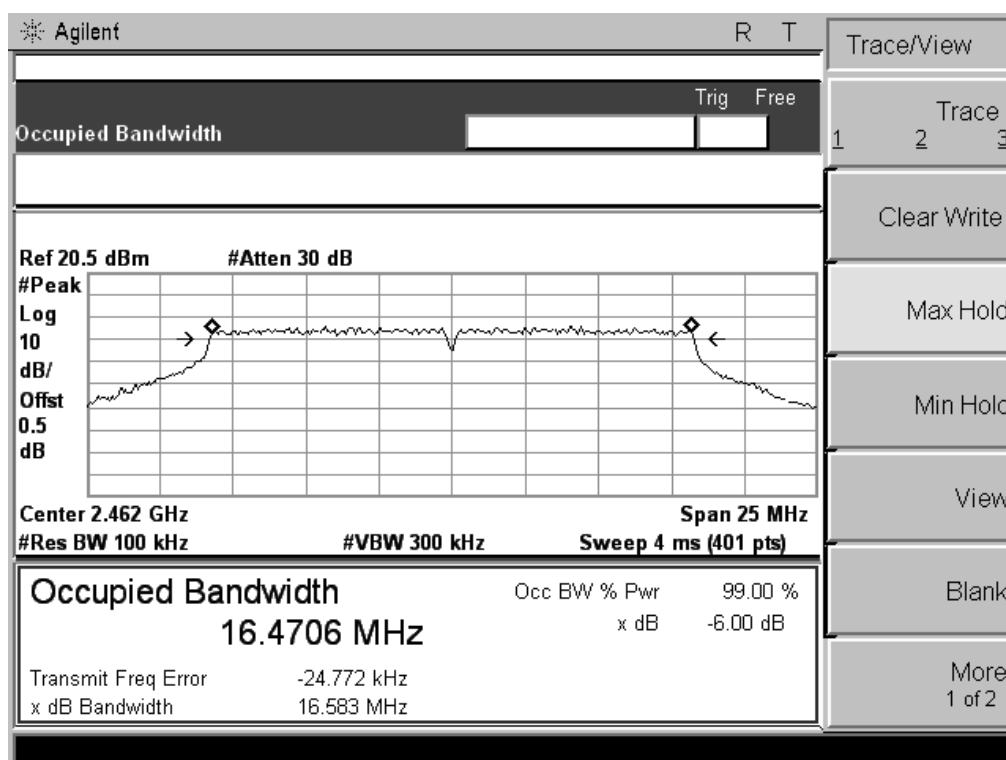 Agilent
R T
Trace/View
Trig Free
Occupied Bandwidth
Trace
1 2 3
Clear Write
Max Hold
Min Hold
View
Blank
More
1 of 2
Ref 20.5 dBm #Atten 30 dB
#Peak
Log
10
dB/
Offst
0.5
dB
Center 2.462 GHz Span 25 MHz
#Res BW 100 kHz #VBW 300 kHz Sweep 4 ms (401 pts)
Occupied Bandwidth Occ BW % Pwr 99.00 %
16.4706 MHz x dB -6.00 dB
Transmit Freq Error -24.772 kHz
x dB Bandwidth 16.583 MHz